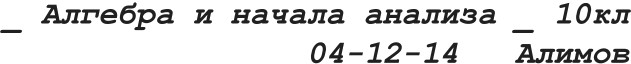 _ Алгебра и начала анализа _ 10кл
04-12-14 Алимов